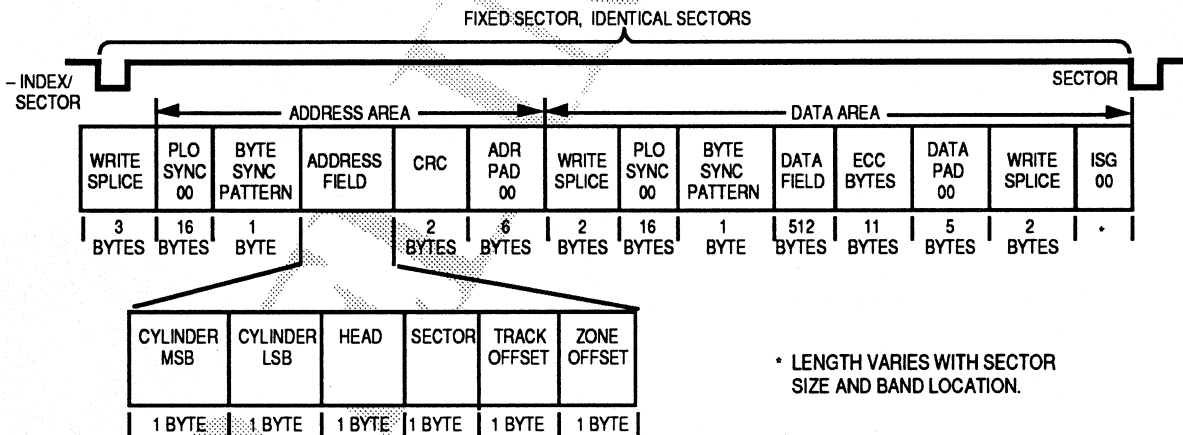 FIXED SECTOR, IDENTICAL SECTORS
– INDEX/
SECTOR
SECTOR
ADDRESS AREA
DATA AREA
WRITE SPLICE
PLO SYNC 00
BYTE SYNC PATTERN
ADDRESS FIELD
CRC
ADR PAD 00
WRITE SPLICE
PLO SYNC 00
BYTE SYNC PATTERN
DATA FIELD
ECC BYTES
DATA PAD 00
WRITE SPLICE
ISG 00
3 BYTES
16 BYTES
1 BYTE
2 BYTES
6 BYTES
2 BYTES
16 BYTES
1 BYTE
512 BYTES
11 BYTES
5 BYTES
2 BYTES
*
CYLINDER MSB
CYLINDER LSB
HEAD
SECTOR
TRACK OFFSET
ZONE OFFSET
1 BYTE
1 BYTE
1 BYTE
1 BYTE
1 BYTE
1 BYTE
* LENGTH VARIES WITH SECTOR
SIZE AND BAND LOCATION.